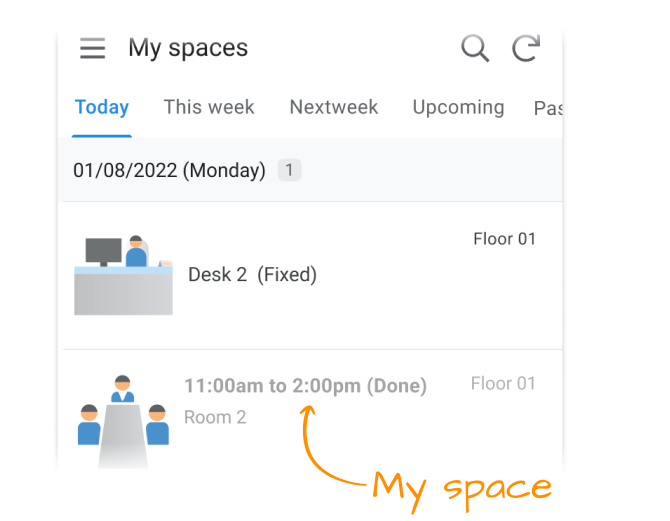 My spaces
Today This week Nextweek Upcoming Pas
01/08/2022 (Monday) 1
Floor 01
Desk 2 (Fixed)
11:00am to 2:00pm (Done) Floor 01
Room 2
My space